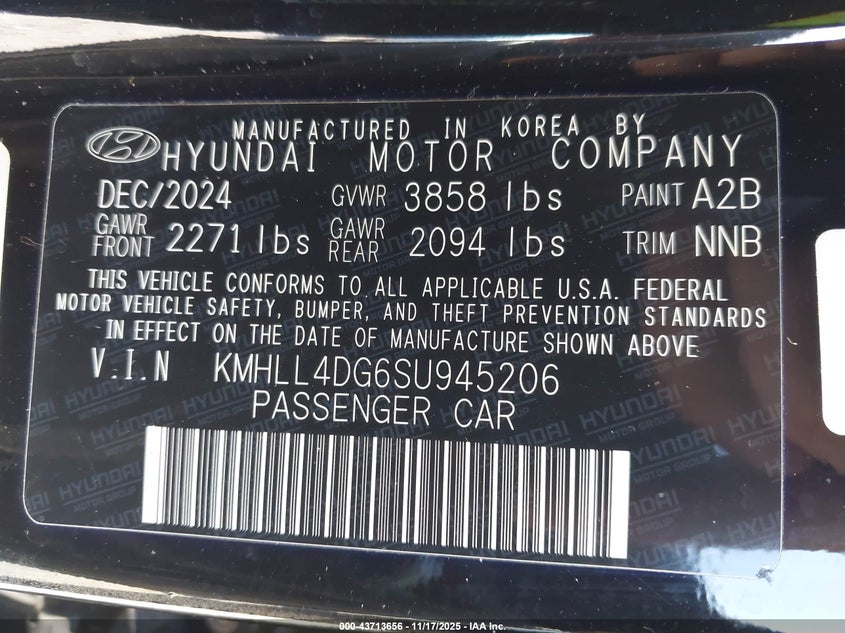 MANUFACTURED IN KOREA BY
HYUNDAI MOTOR COMPANY
DEC/2024 GVWR 3858 lbs PAINT A2B
GAWR FRONT 2271 lbs GAWR REAR 2094 lbs TRIM NNB
THIS VEHICLE CONFORMS TO ALL APPLICABLE U.S.A. FEDERAL
MOTOR VEHICLE SAFETY, BUMPER, AND THEFT PREVENTION STANDARDS
IN EFFECT ON THE DATE OF MANUFACTURE SHOWN ABOVE
V.I.N KMHLL4DG6SU945206
PASSENGER CAR
HYUNDAI
MOTOR GROUP
000-43713656 - 11/17/2025 - IAA Inc.